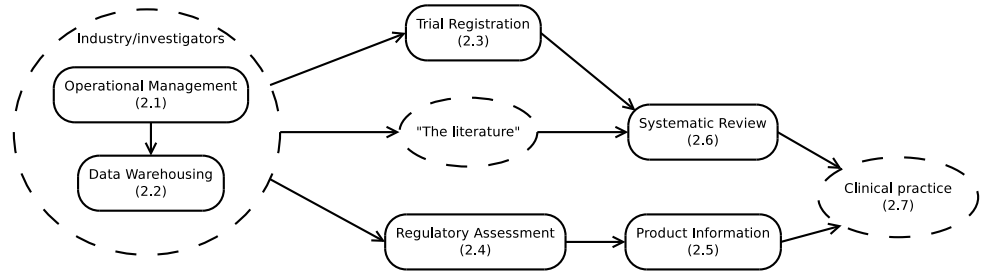 Industry/investigators
Operational Management
(2.1)
Data Warehousing
(2.2)
Trial Registration
(2.3)
"The literature"
Regulatory Assessment
(2.4)
Systematic Review
(2.6)
Product Information
(2.5)
Clinical practice
(2.7)